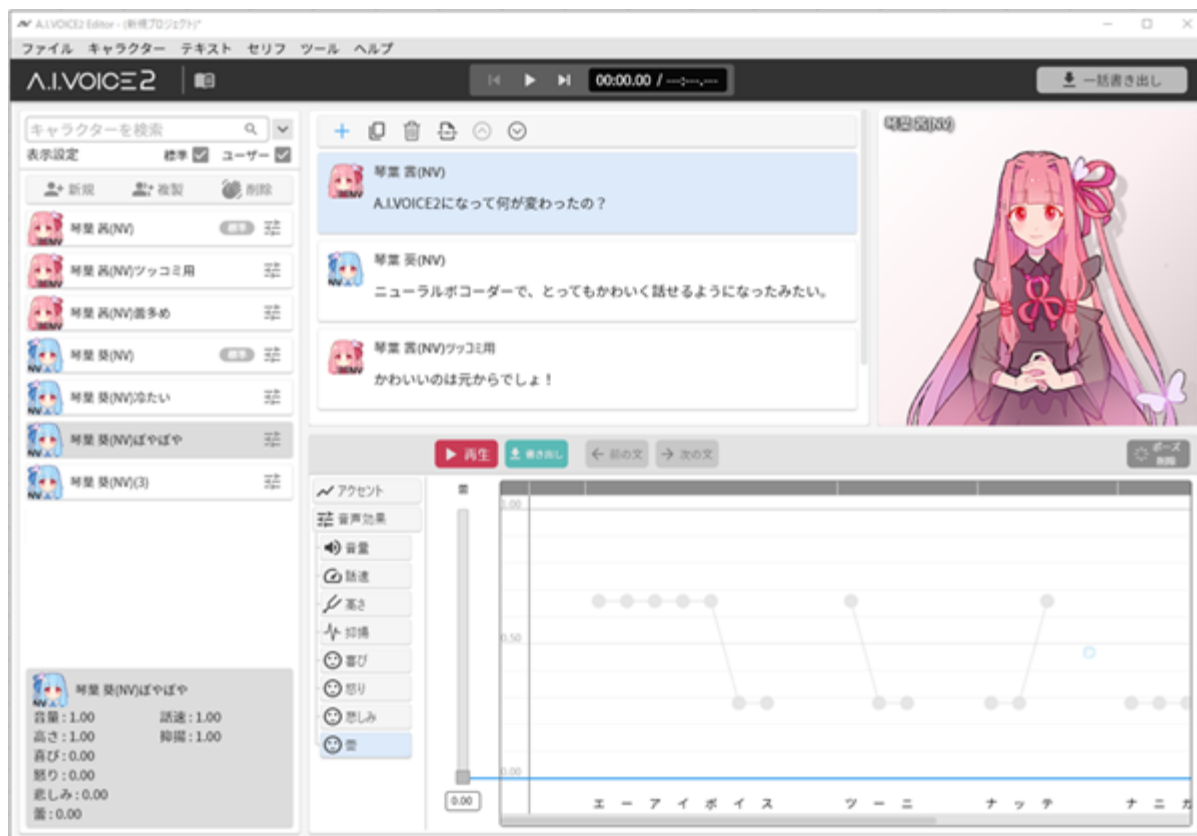 A.I.VOICE2 Editor - (新規プロジェクト)*
ファイル キャラクター テキスト セリフ ツール ヘルプ
A.I.VOICE2
00:00.00 / --:--.--
一括書き出し
キャラクターを検索
表示設定 標準 ユーザー
新規 複製 削除
琴葉 茜(NV) 標準
琴葉 茜(NV)ツッコミ用
琴葉 茜(NV)蕾多め
琴葉 葵(NV) 標準
琴葉 葵(NV)冷たい
琴葉 葵(NV)ぽやぽや
琴葉 葵(NV)(3)
琴葉 葵(NV)ぽやぽや
音量 : 1.00 話速 : 1.00
高さ : 1.00 抑揚 : 1.00
喜び : 0.00
怒り : 0.00
悲しみ : 0.00
蕾 : 0.00
琴葉 茜(NV)
A.I.VOICE2になって何が変わったの？
琴葉 葵(NV)
ニューラルボコーダーで、とってもかわいく話せるようになったみたい。
琴葉 茜(NV)ツッコミ用
かわいいのは元からでしょ！
琴葉 茜(NV)
再生 書き出し 前の文 次の文
ポーズ
削除
アクセント
音声効果
音量
話速
高さ
抑揚
喜び
怒り
悲しみ
蕾
蕾
0.00
1.00
0.50
0.00
エ ー ア イ ボ イ ス ツ ー ニ ナ ッ テ ナ ニ ガ